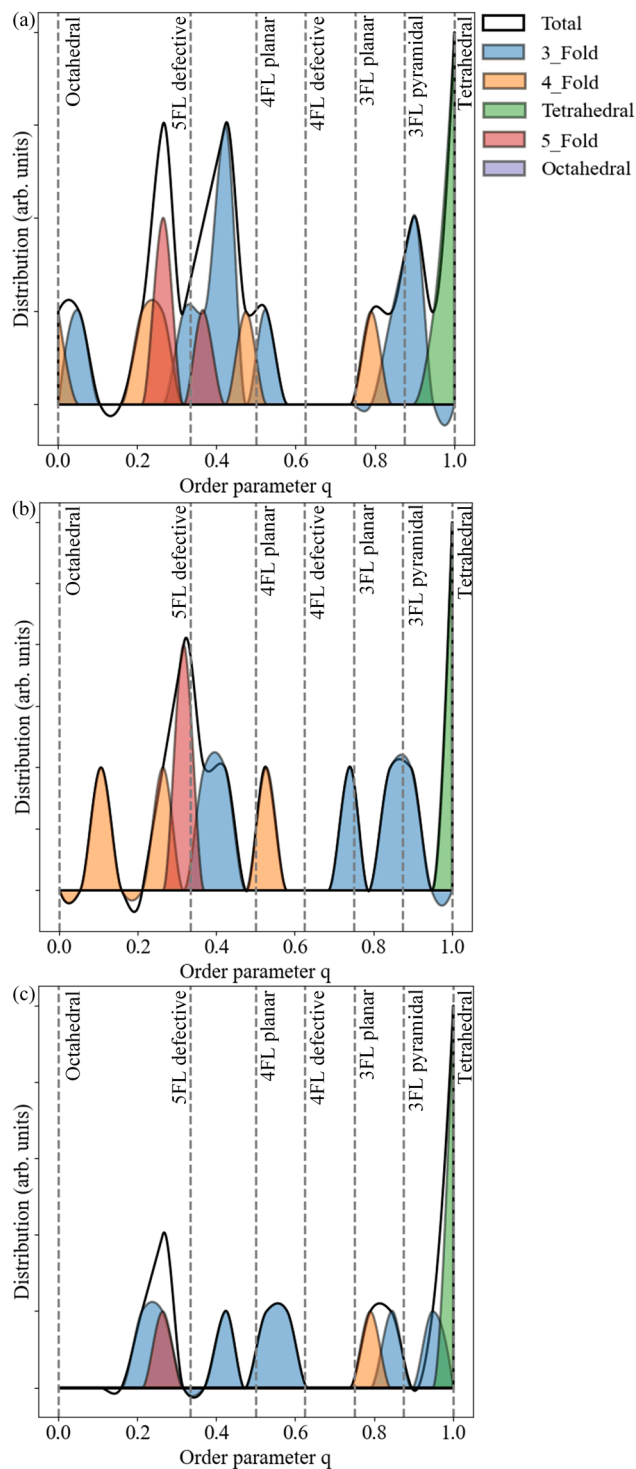 (a)
Octahedral
5FL defective
4FL planar
4FL defective
3FL planar
3FL pyramidal
Tetrahedral
Total
3_Fold
4_Fold
Tetrahedral
5_Fold
Octahedral
Distribution (arb. units)
0.0 0.2 0.4 0.6 0.8 1.0
Order parameter q
(b)
Octahedral
5FL defective
4FL planar
4FL defective
3FL planar
3FL pyramidal
Tetrahedral
Distribution (arb. units)
0.0 0.2 0.4 0.6 0.8 1.0
Order parameter q
(c)
Octahedral
5FL defective
4FL planar
4FL defective
3FL planar
3FL pyramidal
Tetrahedral
Distribution (arb. units)
0.0 0.2 0.4 0.6 0.8 1.0
Order parameter q